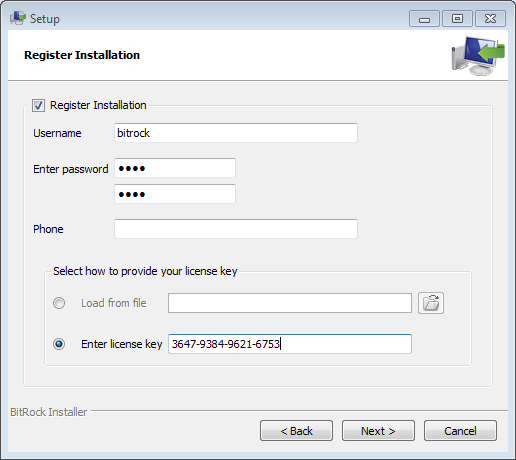 Setup
Register Installation
Register Installation
Username bitrock
Enter password ••••
••••
Phone
Select how to provide your license key
Load from file
Enter license key 3647-9384-9621-6753
BitRock Installer
< Back Next > Cancel